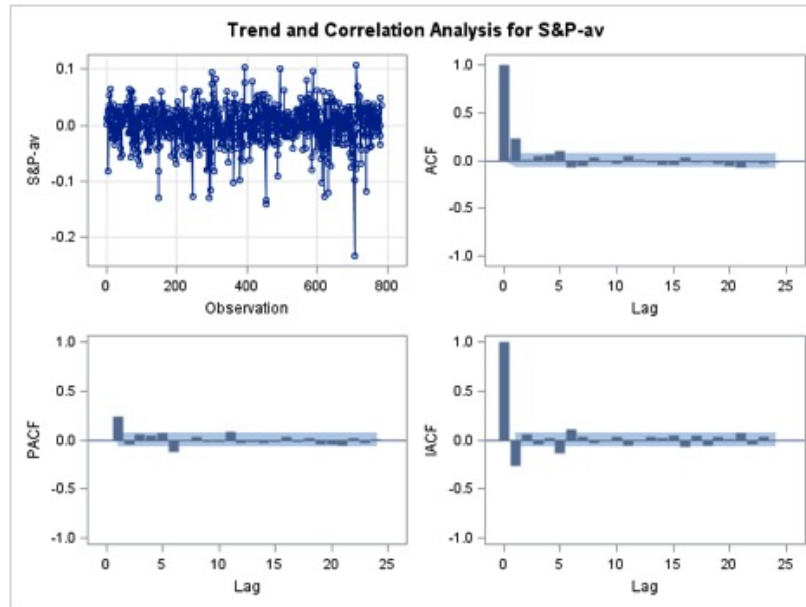 Trend and Correlation Analysis for S&P-av
0.1
0.0
-0.1
-0.2
S&P-av
0 200 400 600 800
Observation
1.0
0.5
0.0
-0.5
-1.0
ACF
0 5 10 15 20 25
Lag
1.0
0.5
0.0
-0.5
-1.0
PACF
0 5 10 15 20 25
Lag
1.0
0.5
0.0
-0.5
-1.0
IACF
0 5 10 15 20 25
Lag